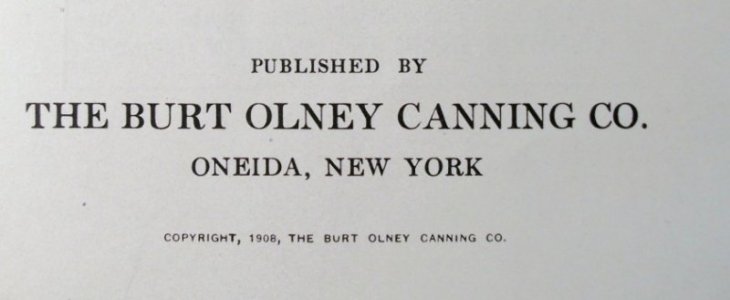 PUBLISHED BY
THE BURT OLNEY CANNING CO.
ONEIDA, NEW YORK
COPYRIGHT, 1908, THE BURT OLNEY CANNING CO.